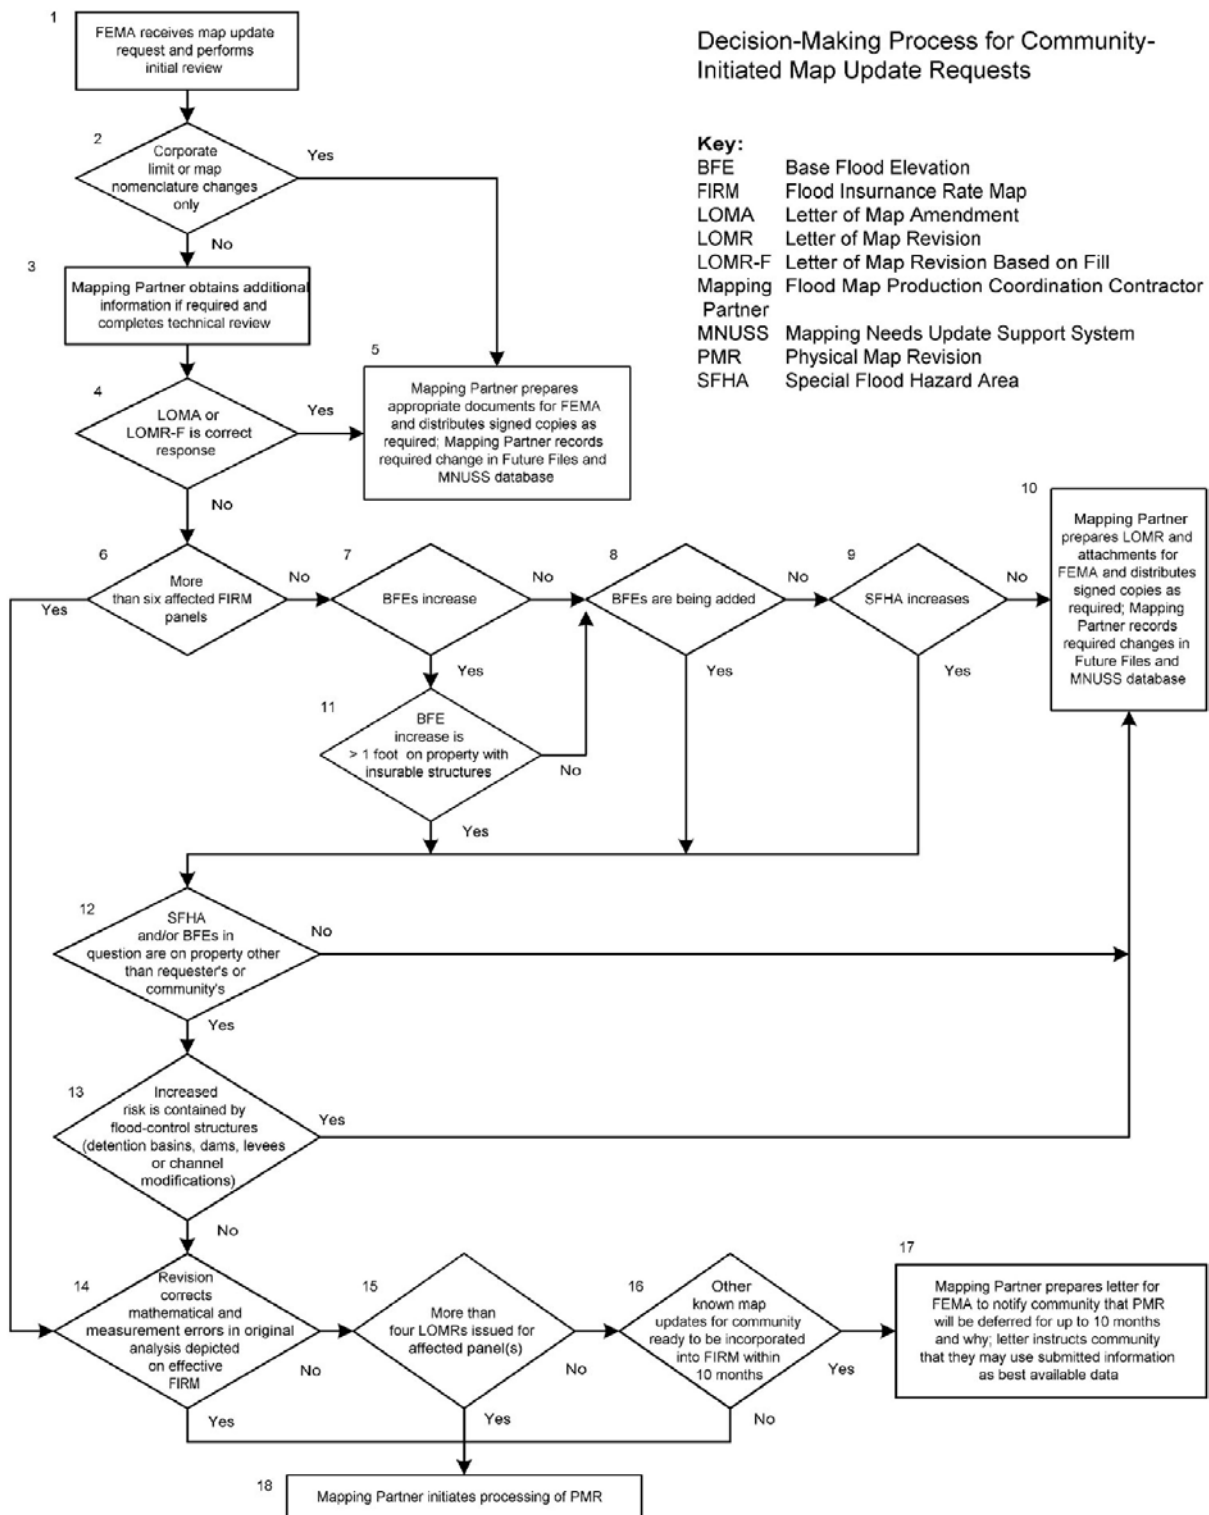 Decision-Making Process for Community-
Initiated Map Update Requests
Key:
BFE Base Flood Elevation
FIRM Flood Insurnance Rate Map
LOMA Letter of Map Amendment
LOMR Letter of Map Revision
LOMR-F Letter of Map Revision Based on Fill
Mapping Flood Map Production Coordination Contractor
Partner
MNUSS Mapping Needs Update Support System
PMR Physical Map Revision
SFHA Special Flood Hazard Area
1
FEMA receives map update
request and performs
initial review
2
Corporate
limit or map
nomenclature changes
only
Yes
No
3
Mapping Partner obtains additional
information if required and
completes technical review
4
LOMA or
LOMR-F is correct
response
Yes
No
5
Mapping Partner prepares
appropriate documents for FEMA
and distributes signed copies as
required; Mapping Partner records
required change in Future Files and
MNUSS database
6
More
than six affected FIRM
panels
Yes
No
7
BFEs increase
No
Yes
8
BFEs are being added
No
Yes
9
SFHA increases
No
Yes
10
Mapping Partner
prepares LOMR and
attachments for
FEMA and distributes
signed copies as
required; Mapping
Partner records
required changes in
Future Files and
MNUSS database
11
BFE
increase is
> 1 foot on property with
insurable structures
No
Yes
12
SFHA
and/or BFEs in
question are on property other
than requester's or
community's
No
Yes
13
Increased
risk is contained by
flood-control structures
(detention basins, dams, levees
or channel
modifications)
Yes
No
14
Revision
corrects
mathematical and
measurement errors in original
analysis depicted
on effective
FIRM
No
Yes
15
More than
four LOMRs issued for
affected panel(s)
No
Yes
16
Other
known map
updates for community
ready to be incorporated
into FIRM within
10 months
Yes
No
17
Mapping Partner prepares letter for
FEMA to notify community that PMR
will be deferred for up to 10 months
and why; letter instructs community
that they may use submitted information
as best available data
18
Mapping Partner initiates processing of PMR